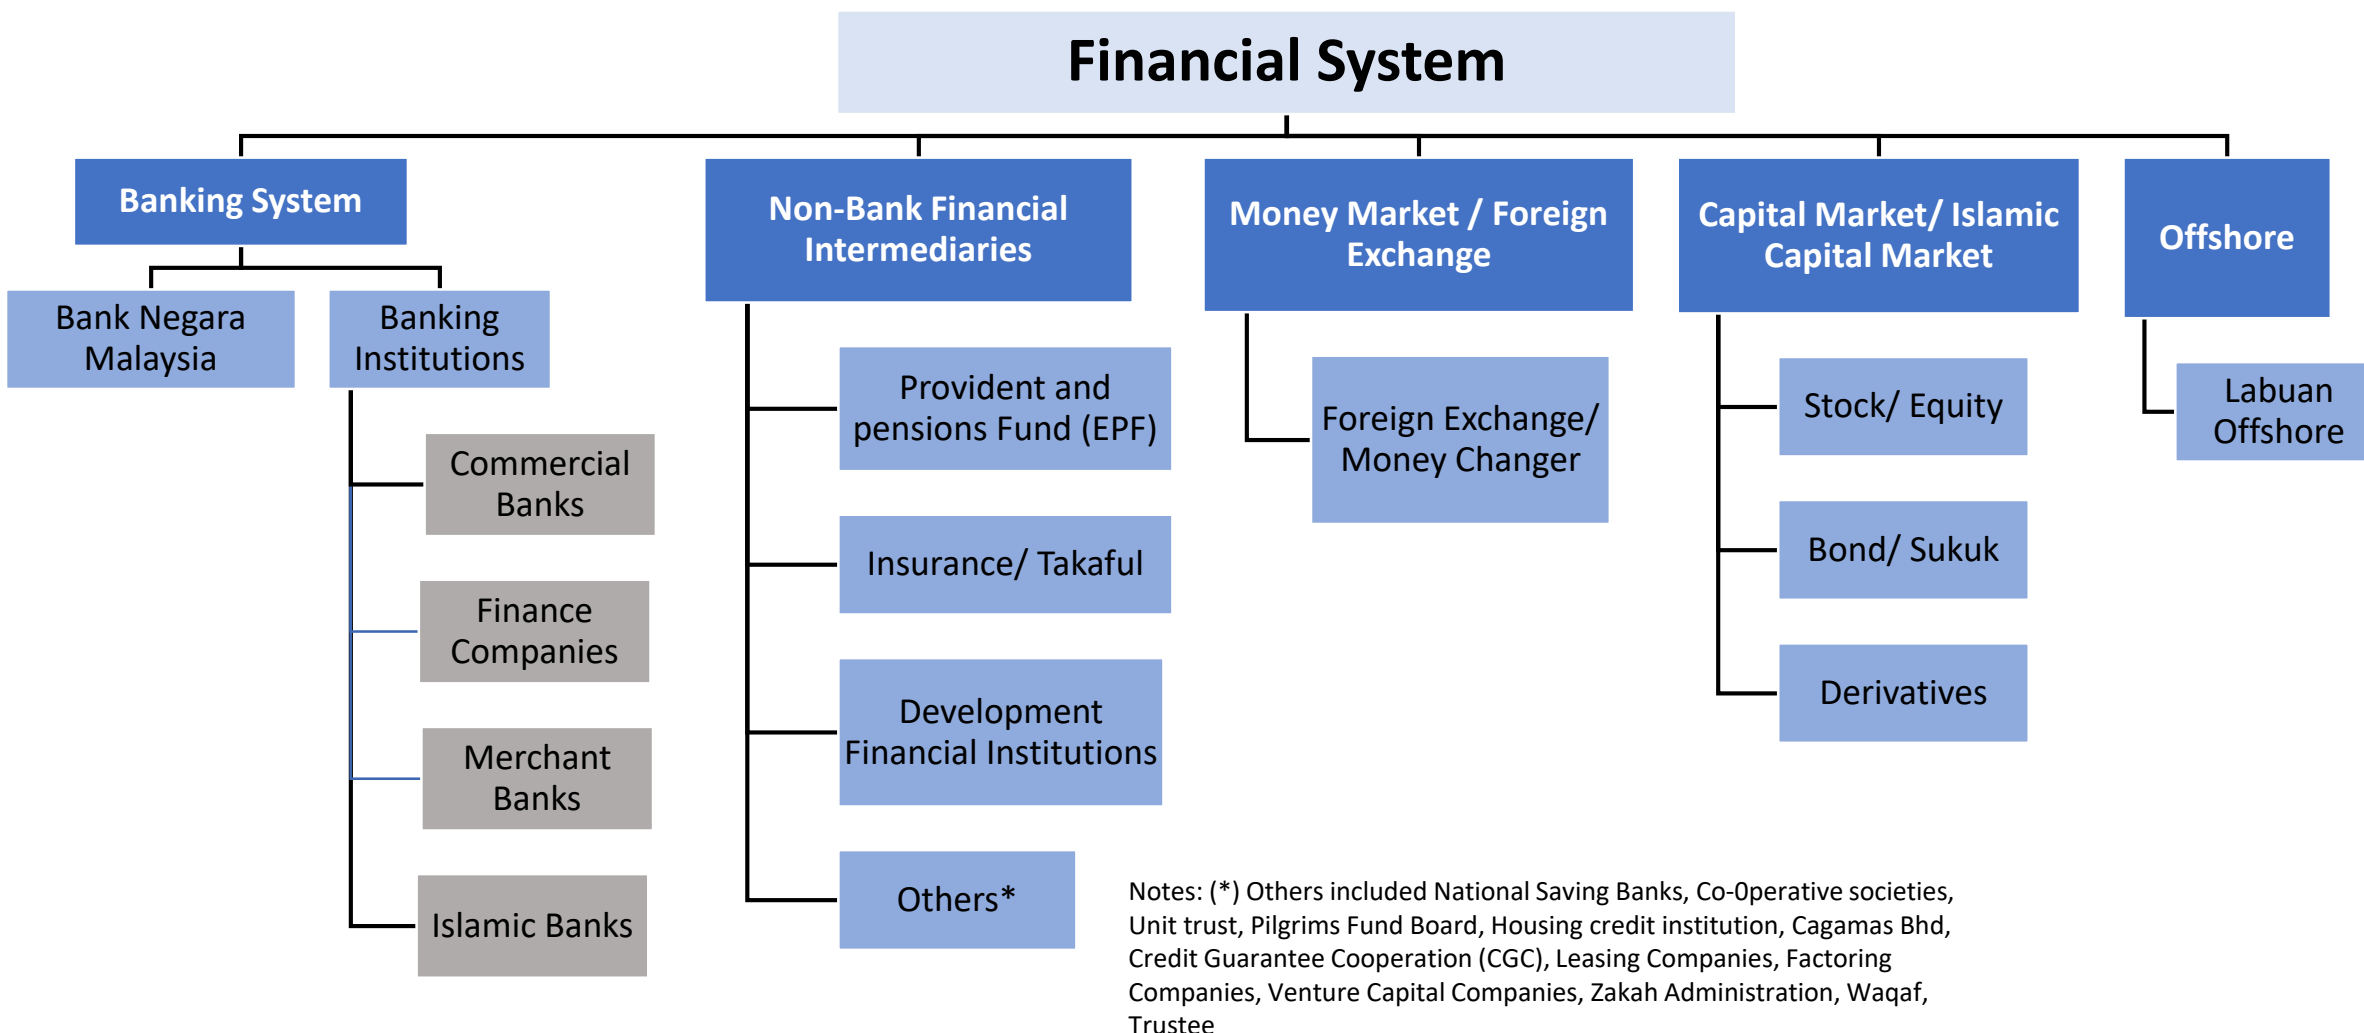 Financial System
Banking System
Non-Bank Financial
Intermediaries
Money Market / Foreign
Exchange
Capital Market/ Islamic
Capital Market
Offshore
Bank Negara
Malaysia
Banking
Institutions
Commercial
Banks
Finance
Companies
Merchant
Banks
Islamic Banks
Provident and
pensions Fund (EPF)
Insurance/ Takaful
Development
Financial Institutions
Others*
Foreign Exchange/
Money Changer
Stock/ Equity
Bond/ Sukuk
Derivatives
Labuan
Offshore
Notes: (*) Others included National Saving Banks, Co-0perative societies,
Unit trust, Pilgrims Fund Board, Housing credit institution, Cagamas Bhd,
Credit Guarantee Cooperation (CGC), Leasing Companies, Factoring
Companies, Venture Capital Companies, Zakah Administration, Waqaf,
Trustee